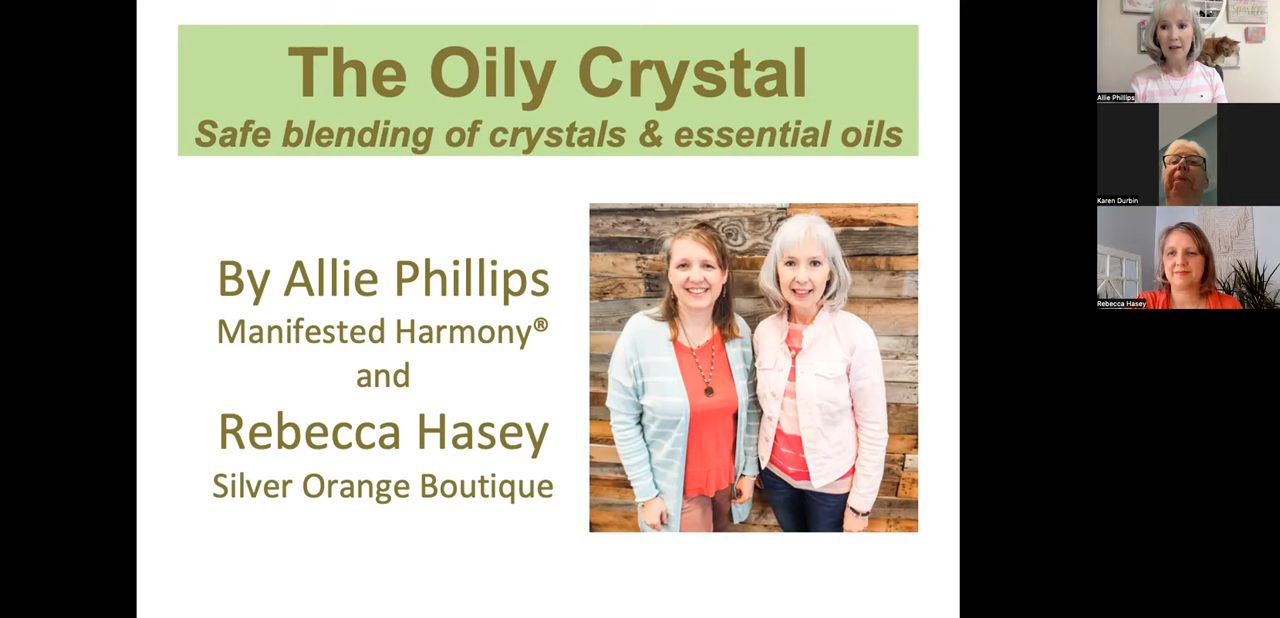 The Oily Crystal
Safe blending of crystals & essential oils
By Allie Phillips
Manifested Harmony®
and
Rebecca Hasey
Silver Orange Boutique
Allie Phillips
Karen Durbin
Rebecca Hasey